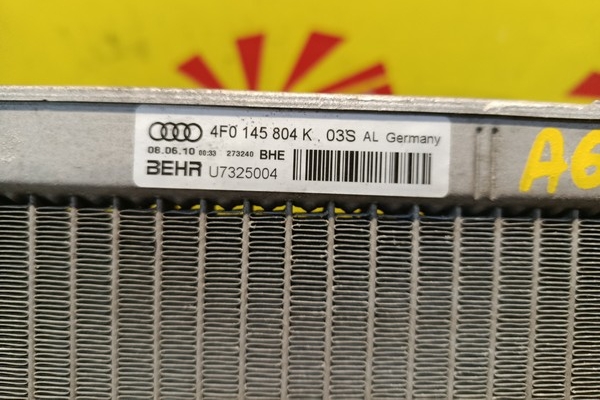 4F0 145 804 K 03S AL Germany
08.06.10 00:33 273240 BHE
BEHR U7325004
A6